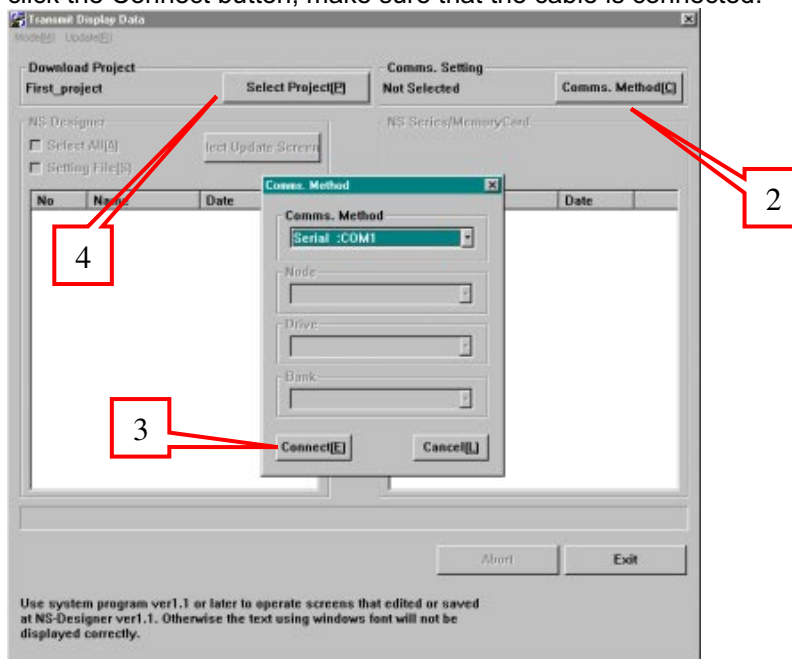 click the Connect button, make sure that the cable is connected.
Transmit Display Data
Mode(M) Update(E)
Download Project
First_project
Select Project[P]
Comms. Setting
Not Selected
Comms. Method[C]
NS-Designer
Select All[A]
Setting File[S]
lect Update Screen
NS Series/MemoryCard
No Name Date
Date
2
4
Comms. Method
Comms. Method
Serial :COM1
Node
Drive
Bank
Connect[E]
Cancel[L]
3
Abort
Exit
Use system program ver1.1 or later to operate screens that edited or saved
at NS-Designer ver1.1. Otherwise the text using windows font will not be
displayed correctly.